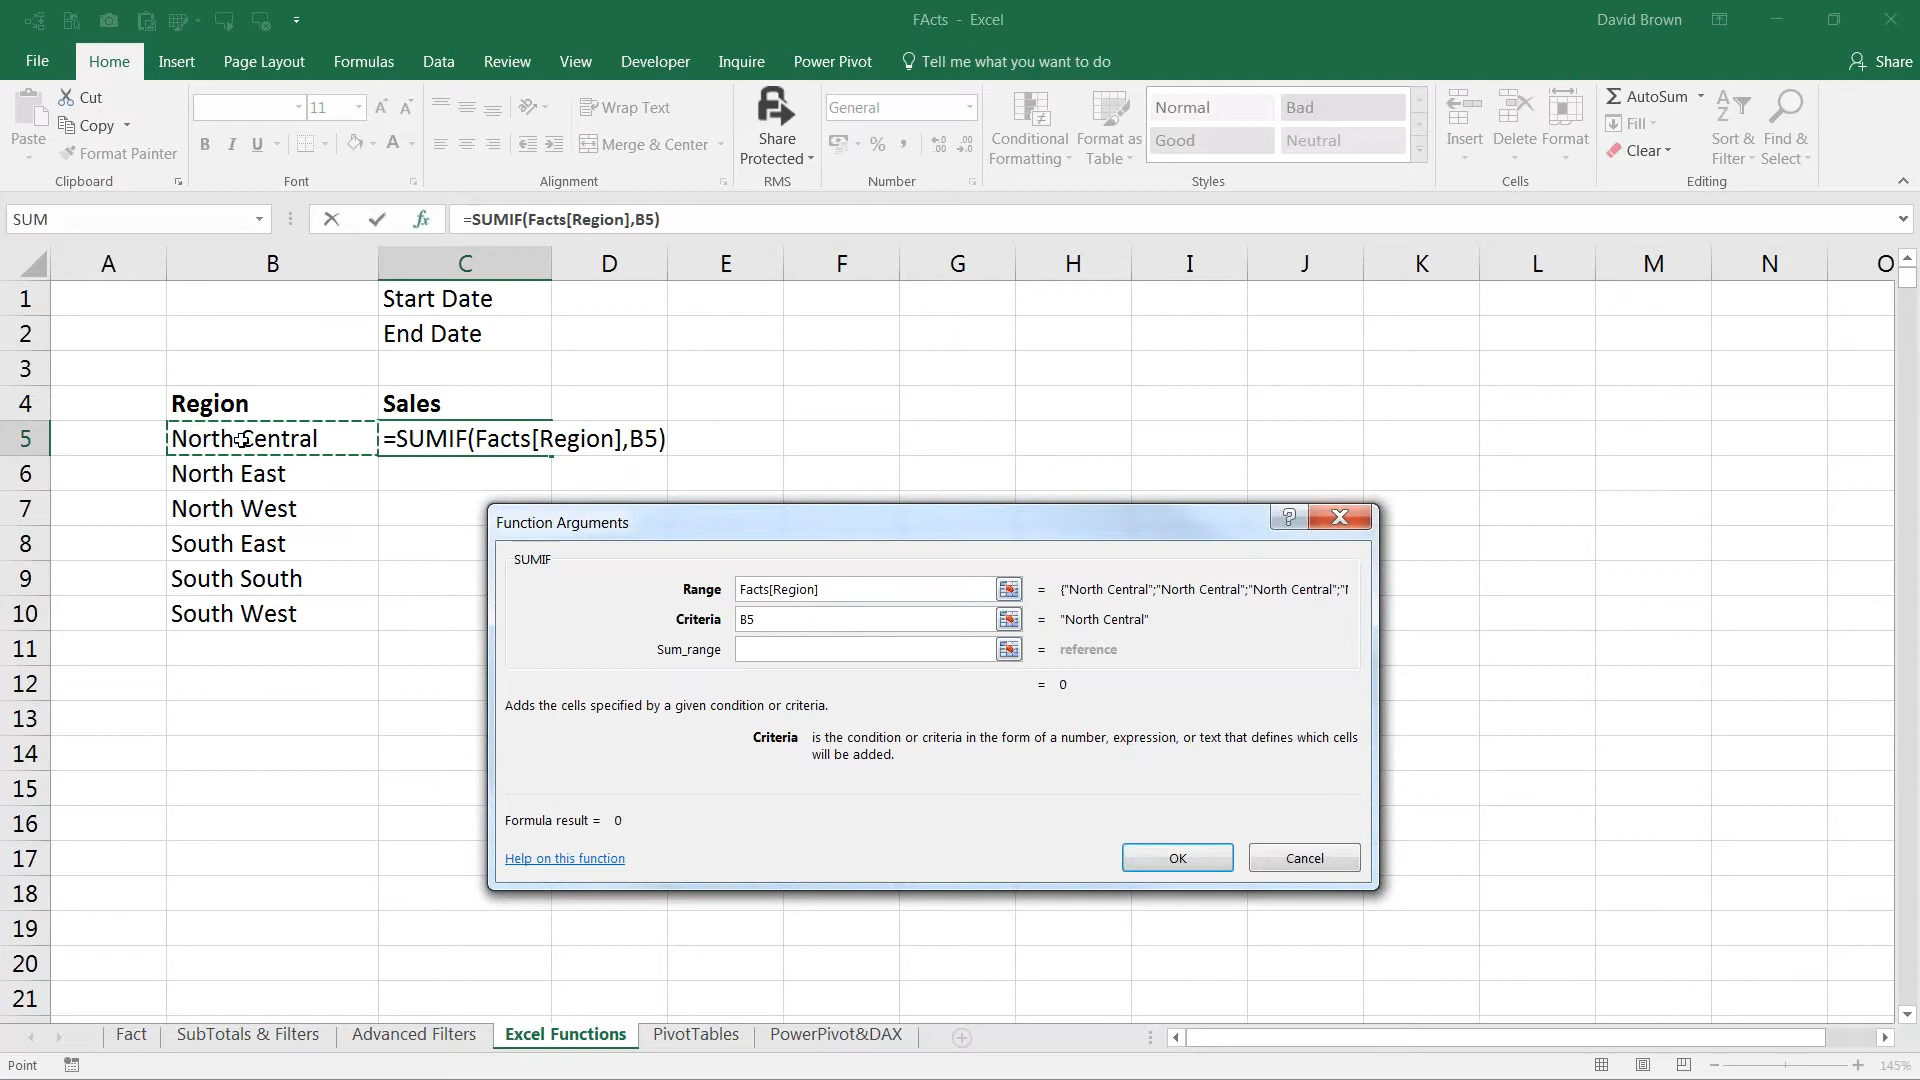 FActs - Excel
David Brown
File Home Insert Page Layout Formulas Data Review View Developer Inquire Power Pivot Tell me what you want to do Share
Paste
Cut
Copy
Format Painter
Clipboard
11
A A
B I U A
Font
Wrap Text
Merge & Center
Alignment
Share
Protected
RMS
General
%
Number
Conditional
Formatting
Format as
Table
Normal Bad
Good Neutral
Styles
Insert Delete Format
Cells
AutoSum
Fill
Clear
Sort &
Filter
Find &
Select
Editing
SUM fx =SUMIF(Facts[Region],B5)
A B C D E F G H I J K L M N O
1 Start Date
2 End Date
3
4 Region Sales
5 North Central =SUMIF(Facts[Region],B5)
6 North East
7 North West
8 South East
9 South South
10 South West
11
12
13
14
15
16
17
18
19
20
21
Function Arguments ?
SUMIF
Range Facts[Region] = {"North Central";"North Central";"North Central";"
Criteria B5 = "North Central"
Sum_range = reference
= 0
Adds the cells specified by a given condition or criteria.
Criteria is the condition or criteria in the form of a number, expression, or text that defines which cells
will be added.
Formula result = 0
Help on this function
OK Cancel
Fact SubTotals & Filters Advanced Filters Excel Functions PivotTables PowerPivot&DAX
Point
145%